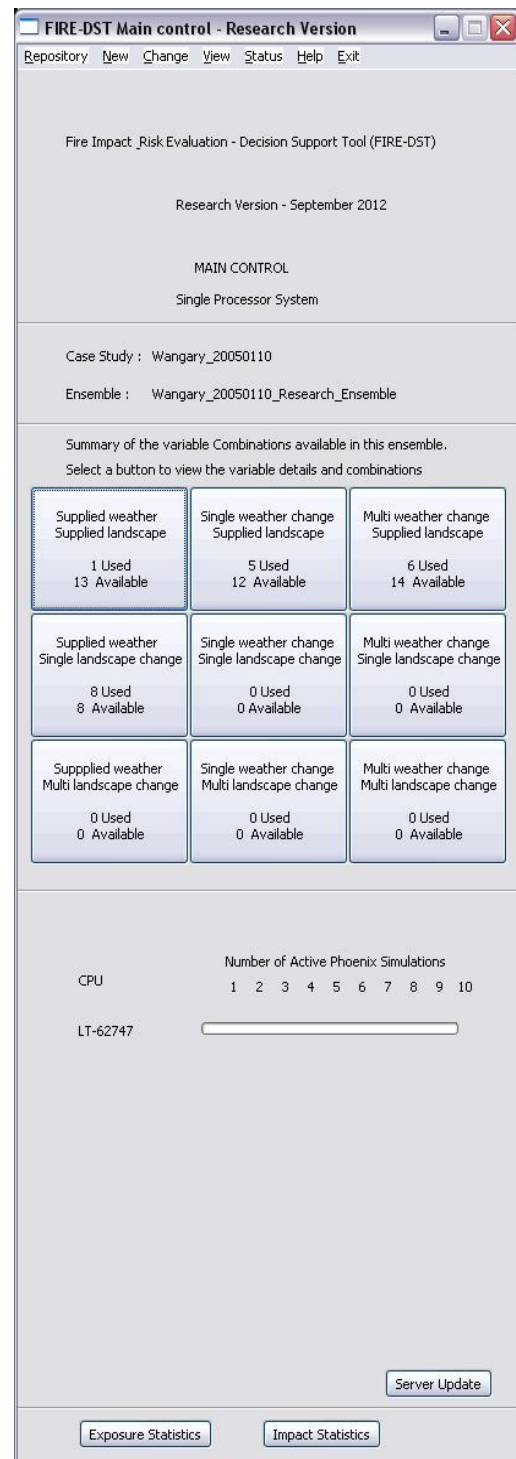 FIRE-DST Main control - Research Version
Repository New Change View Status Help Exit
Fire Impact _Risk Evaluation - Decision Support Tool (FIRE-DST)
Research Version - September 2012
MAIN CONTROL
Single Processor System
Case Study : Wangary_20050110
Ensemble : Wangary_20050110_Research_Ensemble
Summary of the variable Combinations available in this ensemble.
Select a button to view the variable details and combinations
Supplied weather
Supplied landscape
1 Used
13 Available
Single weather change
Supplied landscape
5 Used
12 Available
Multi weather change
Supplied landscape
6 Used
14 Available
Supplied weather
Single landscape change
8 Used
8 Available
Single weather change
Single landscape change
0 Used
0 Available
Multi weather change
Single landscape change
0 Used
0 Available
Suppplied weather
Multi landscape change
0 Used
0 Available
Single weather change
Multi landscape change
0 Used
0 Available
Multi weather change
Multi landscape change
0 Used
0 Available
Number of Active Phoenix Simulations
CPU 1 2 3 4 5 6 7 8 9 10
LT-62747
Server Update
Exposure Statistics Impact Statistics